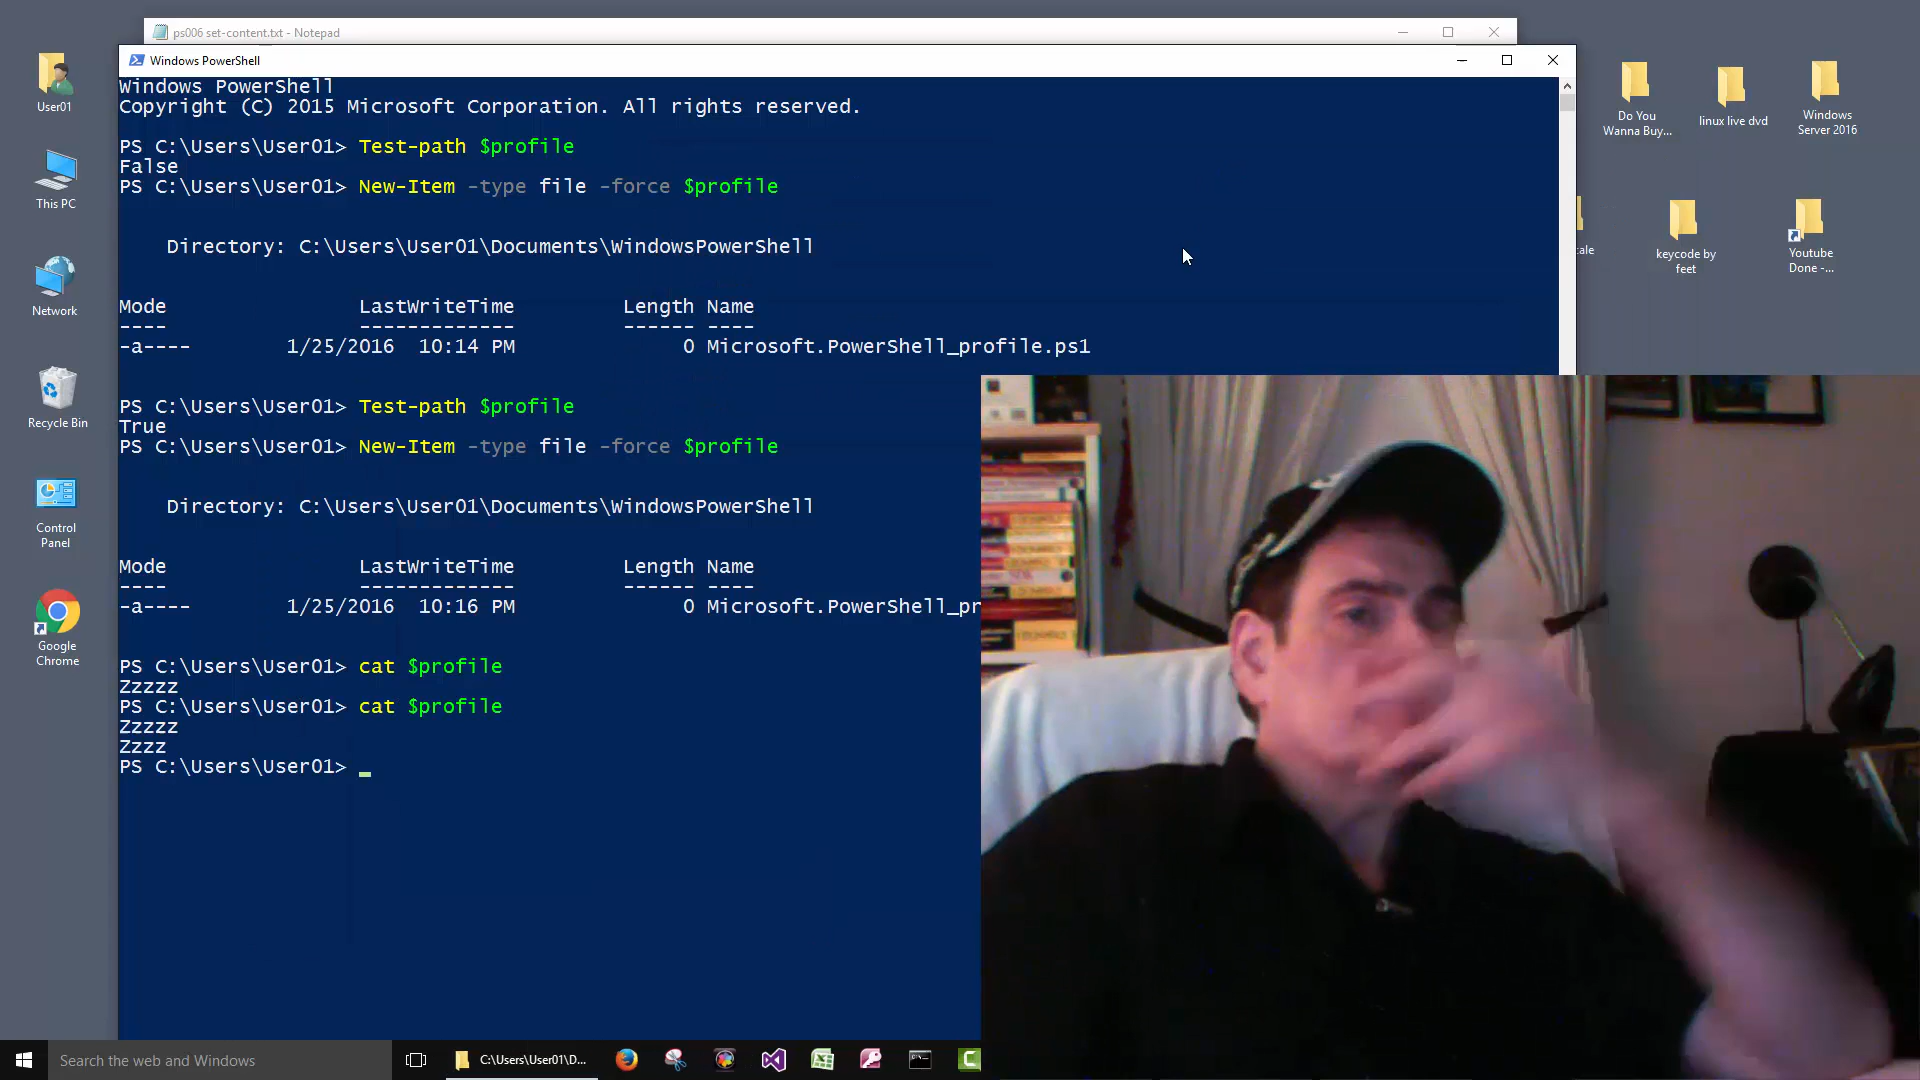 ps006 set-content.txt - Notepad
Windows PowerShell
Windows PowerShell
Copyright (C) 2015 Microsoft Corporation. All rights reserved.
PS C:\Users\User01> Test-path $profile
False
PS C:\Users\User01> New-Item -type file -force $profile
Directory: C:\Users\User01\Documents\WindowsPowerShell
Mode LastWriteTime Length Name
---- ------------- ------ ----
-a---- 1/25/2016 10:14 PM 0 Microsoft.PowerShell_profile.ps1
PS C:\Users\User01> Test-path $profile
True
PS C:\Users\User01> New-Item -type file -force $profile
Directory: C:\Users\User01\Documents\WindowsPowerShell
Mode LastWriteTime Length Name
---- ------------- ------ ----
-a---- 1/25/2016 10:16 PM 0 Microsoft.PowerShell_pr
PS C:\Users\User01> cat $profile
Zzzzz
PS C:\Users\User01> cat $profile
Zzzzz
Zzzz
PS C:\Users\User01>
User01
This PC
Network
Recycle Bin
Control
Panel
Google
Chrome
Do You
Wanna Buy...
linux live dvd
Windows
Server 2016
cale
keycode by
feet
Youtube
Done -...
Search the web and Windows
C:\Users\User01\D...